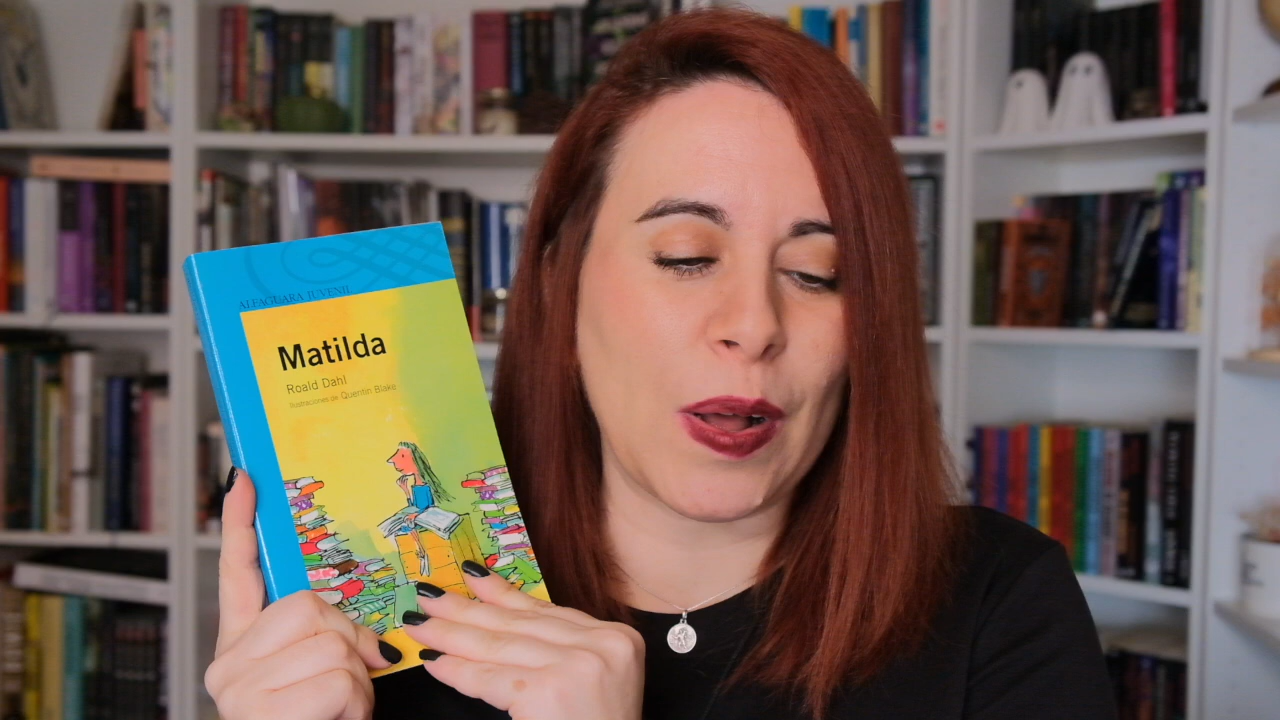 ALFAGUARA JUVENIL
Matilda
Roald Dahl
Ilustraciones de Quentin Blake